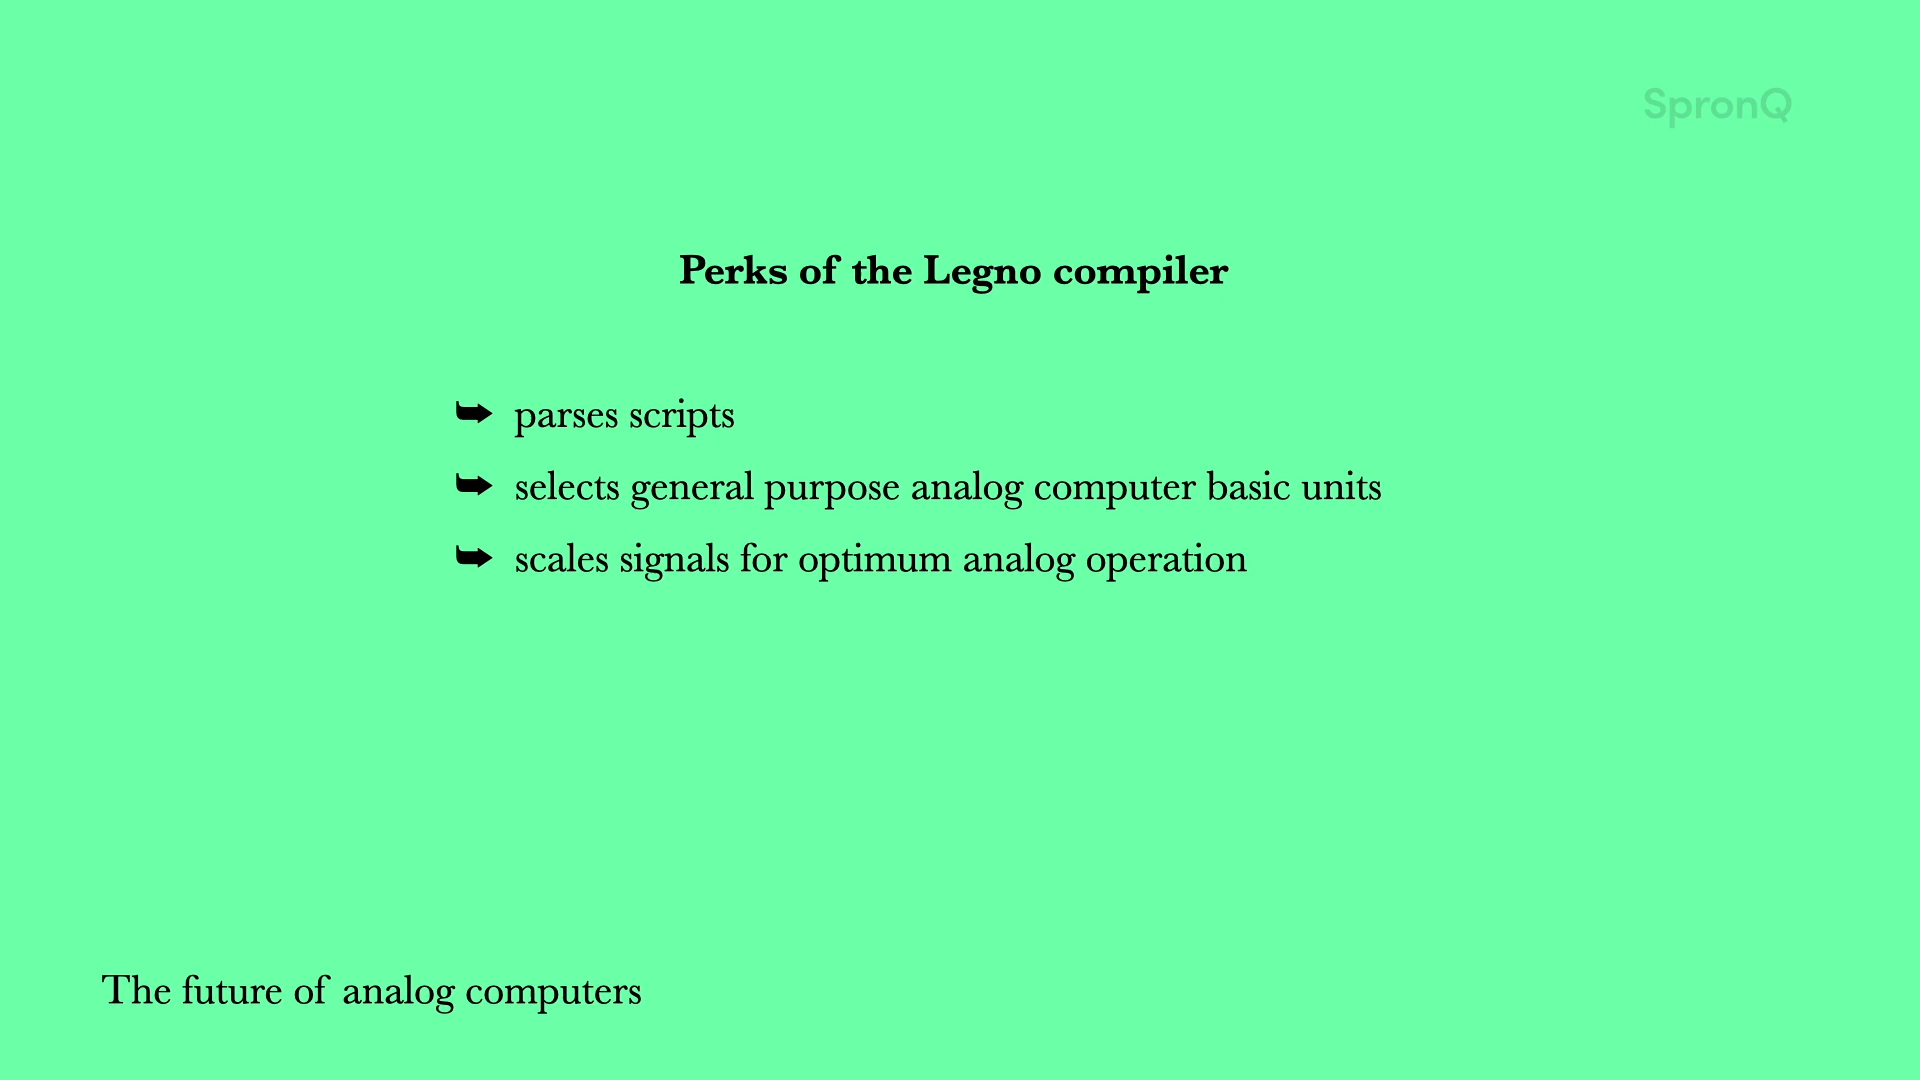 SpronQ
Perks of the Legno compiler
➥ parses scripts
➥ selects general purpose analog computer basic units
➥ scales signals for optimum analog operation
The future of analog computers